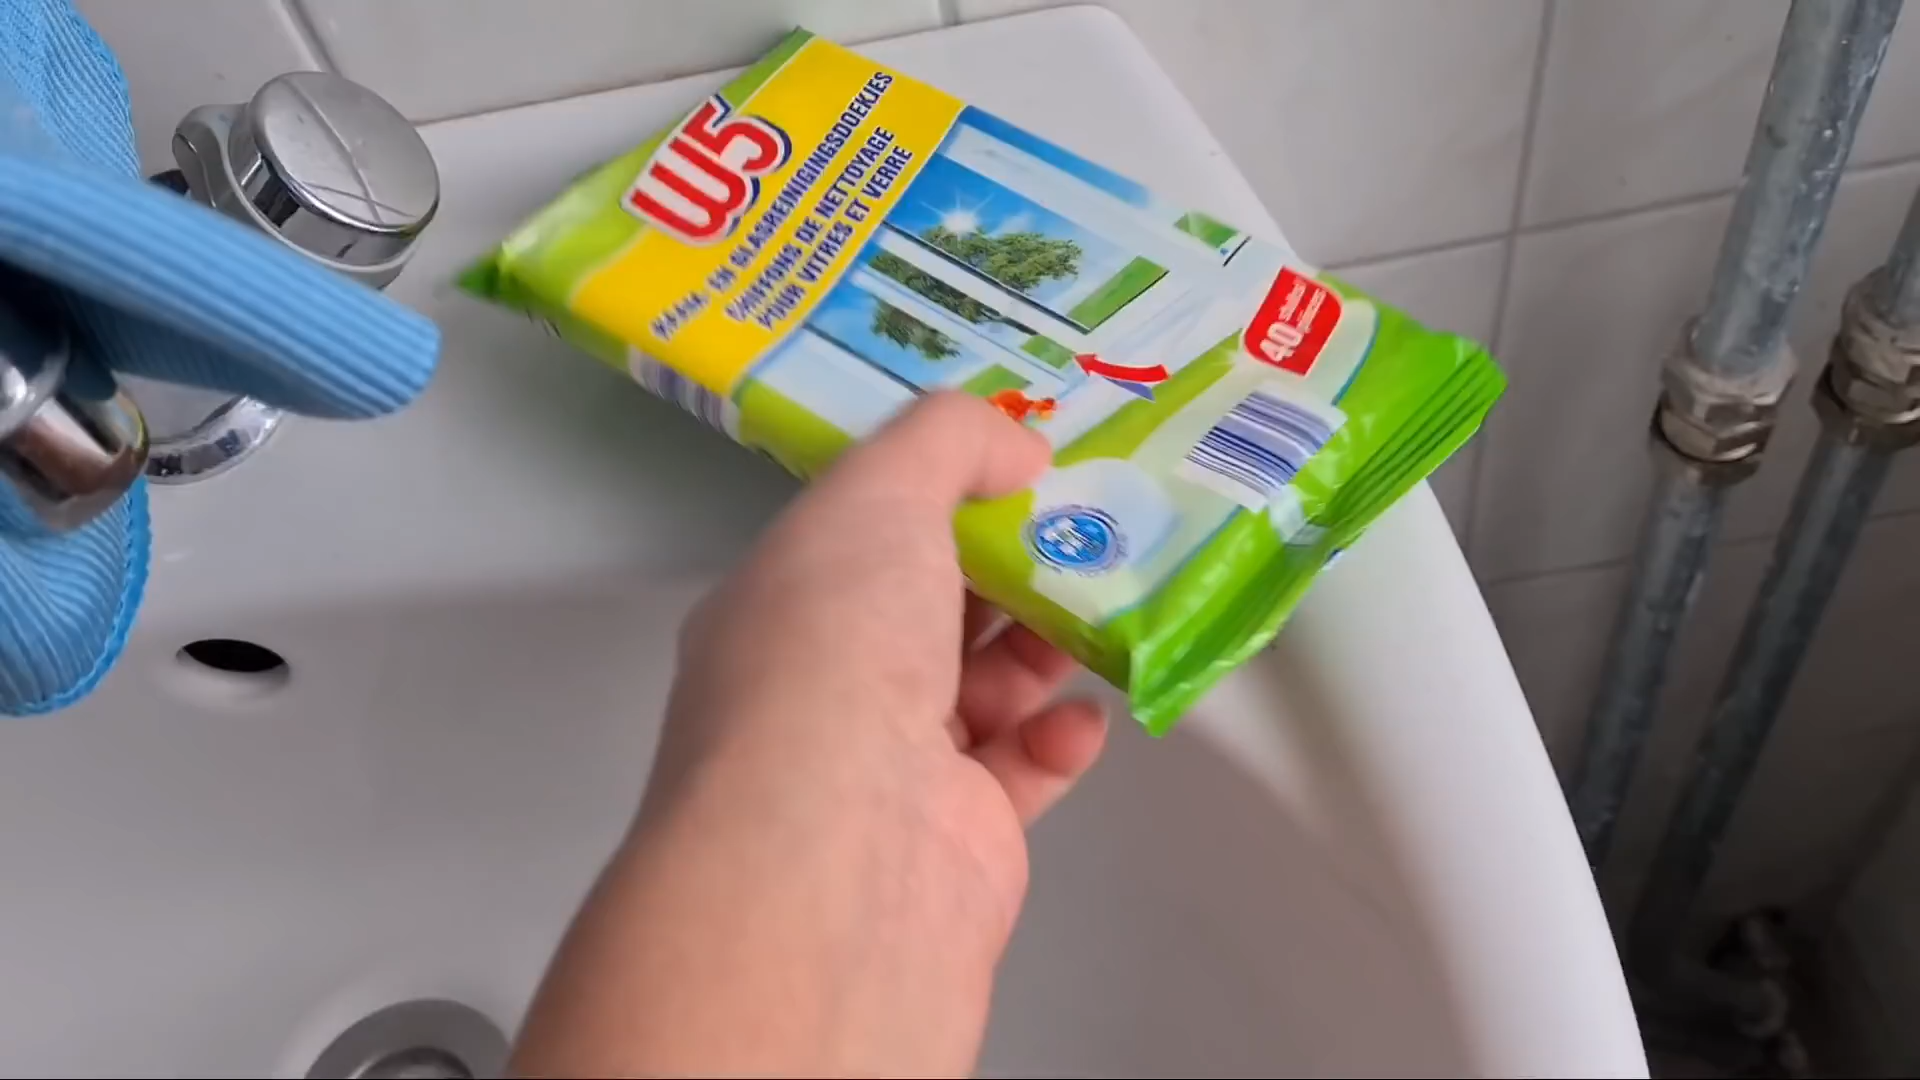 W5
RAAM- EN GLASREINIGINGSDOEKJES
CHIFFONS DE NETTOYAGE
POUR VITRES ET VERRE
40